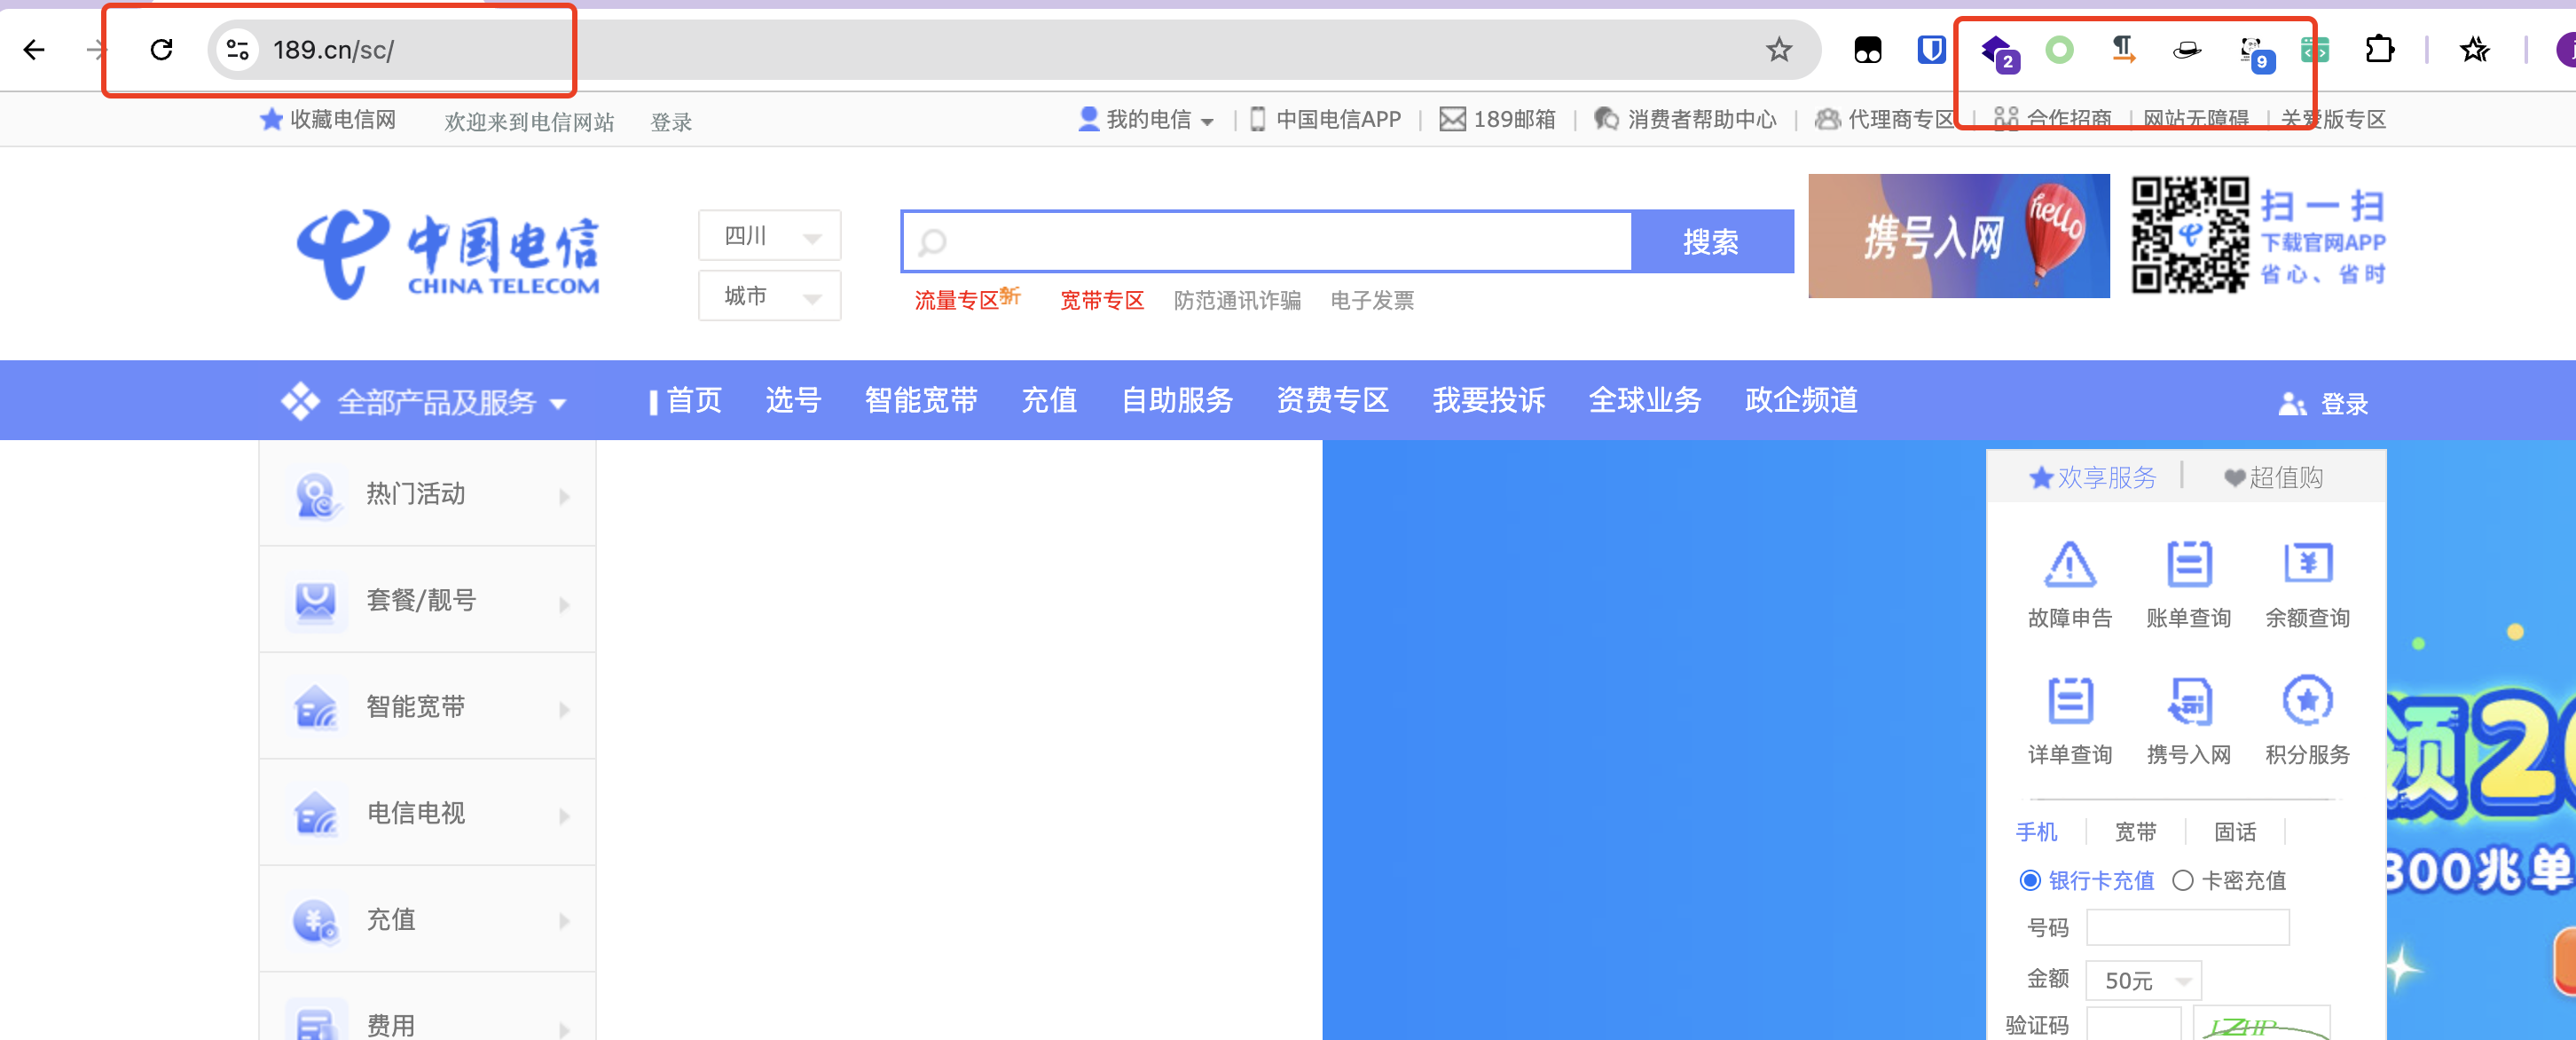 189.cn/sc/
2
9
收藏电信网 欢迎来到电信网站 登录 我的电信 中国电信APP 189邮箱 消费者帮助中心 代理商专区 合作招商 网站无障碍 关爱版专区
中国电信
CHINA TELECOM
四川
城市
搜索
流量专区新 宽带专区 防范通讯诈骗 电子发票
携号入网 hello
扫一扫
下载官网APP
省心、省时
全部产品及服务 首页 选号 智能宽带 充值 自助服务 资费专区 我要投诉 全球业务 政企频道 登录
热门活动
套餐/靓号
智能宽带
电信电视
充值
费用
欢享服务 超值购
故障申告 账单查询 余额查询
详单查询 携号入网 积分服务
手机 宽带 固话
银行卡充值 卡密充值
号码
金额 50元
验证码 IZHP
领20
300兆单